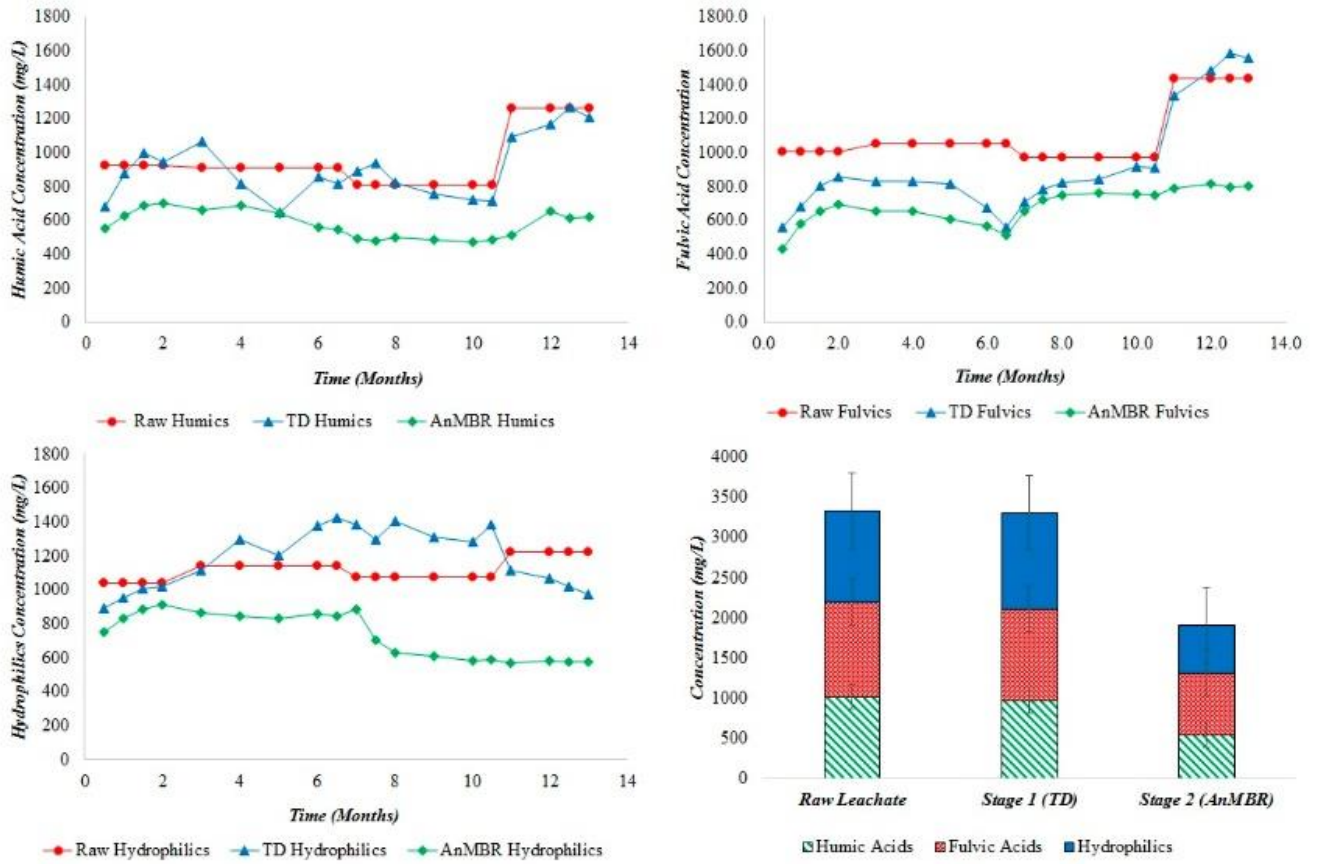 Humic Acid Concentration (mg/L)
1800
1600
1400
1200
1000
800
600
400
200
0
0 2 4 6 8 10 12 14
Time (Months)
Raw Humics TD Humics AnMBR Humics
Fulvic Acid Concentration
1800.0
1600.0
1400.0
1200.0
1000.0
800.0
600.0
400.0
200.0
0.0
0.0 2.0 4.0 6.0 8.0 10.0 12.0 14.0
Time (Months)
Raw Fulvics TD Fulvics AnMBR Fulvics
Hydrophilics Concentration (mg/L)
1800
1600
1400
1200
1000
800
600
400
200
0
0 2 4 6 8 10 12 14
Time (Months)
Raw Hydrophilics TD Hydrophilics AnMBR Hydrophilics
Concentration (mg/L)
4000
3500
3000
2500
2000
1500
1000
500
0
Raw Leachate Stage 1 (TD) Stage 2 (AnMBR)
Humic Acids Fulvic Acids Hydrophilics